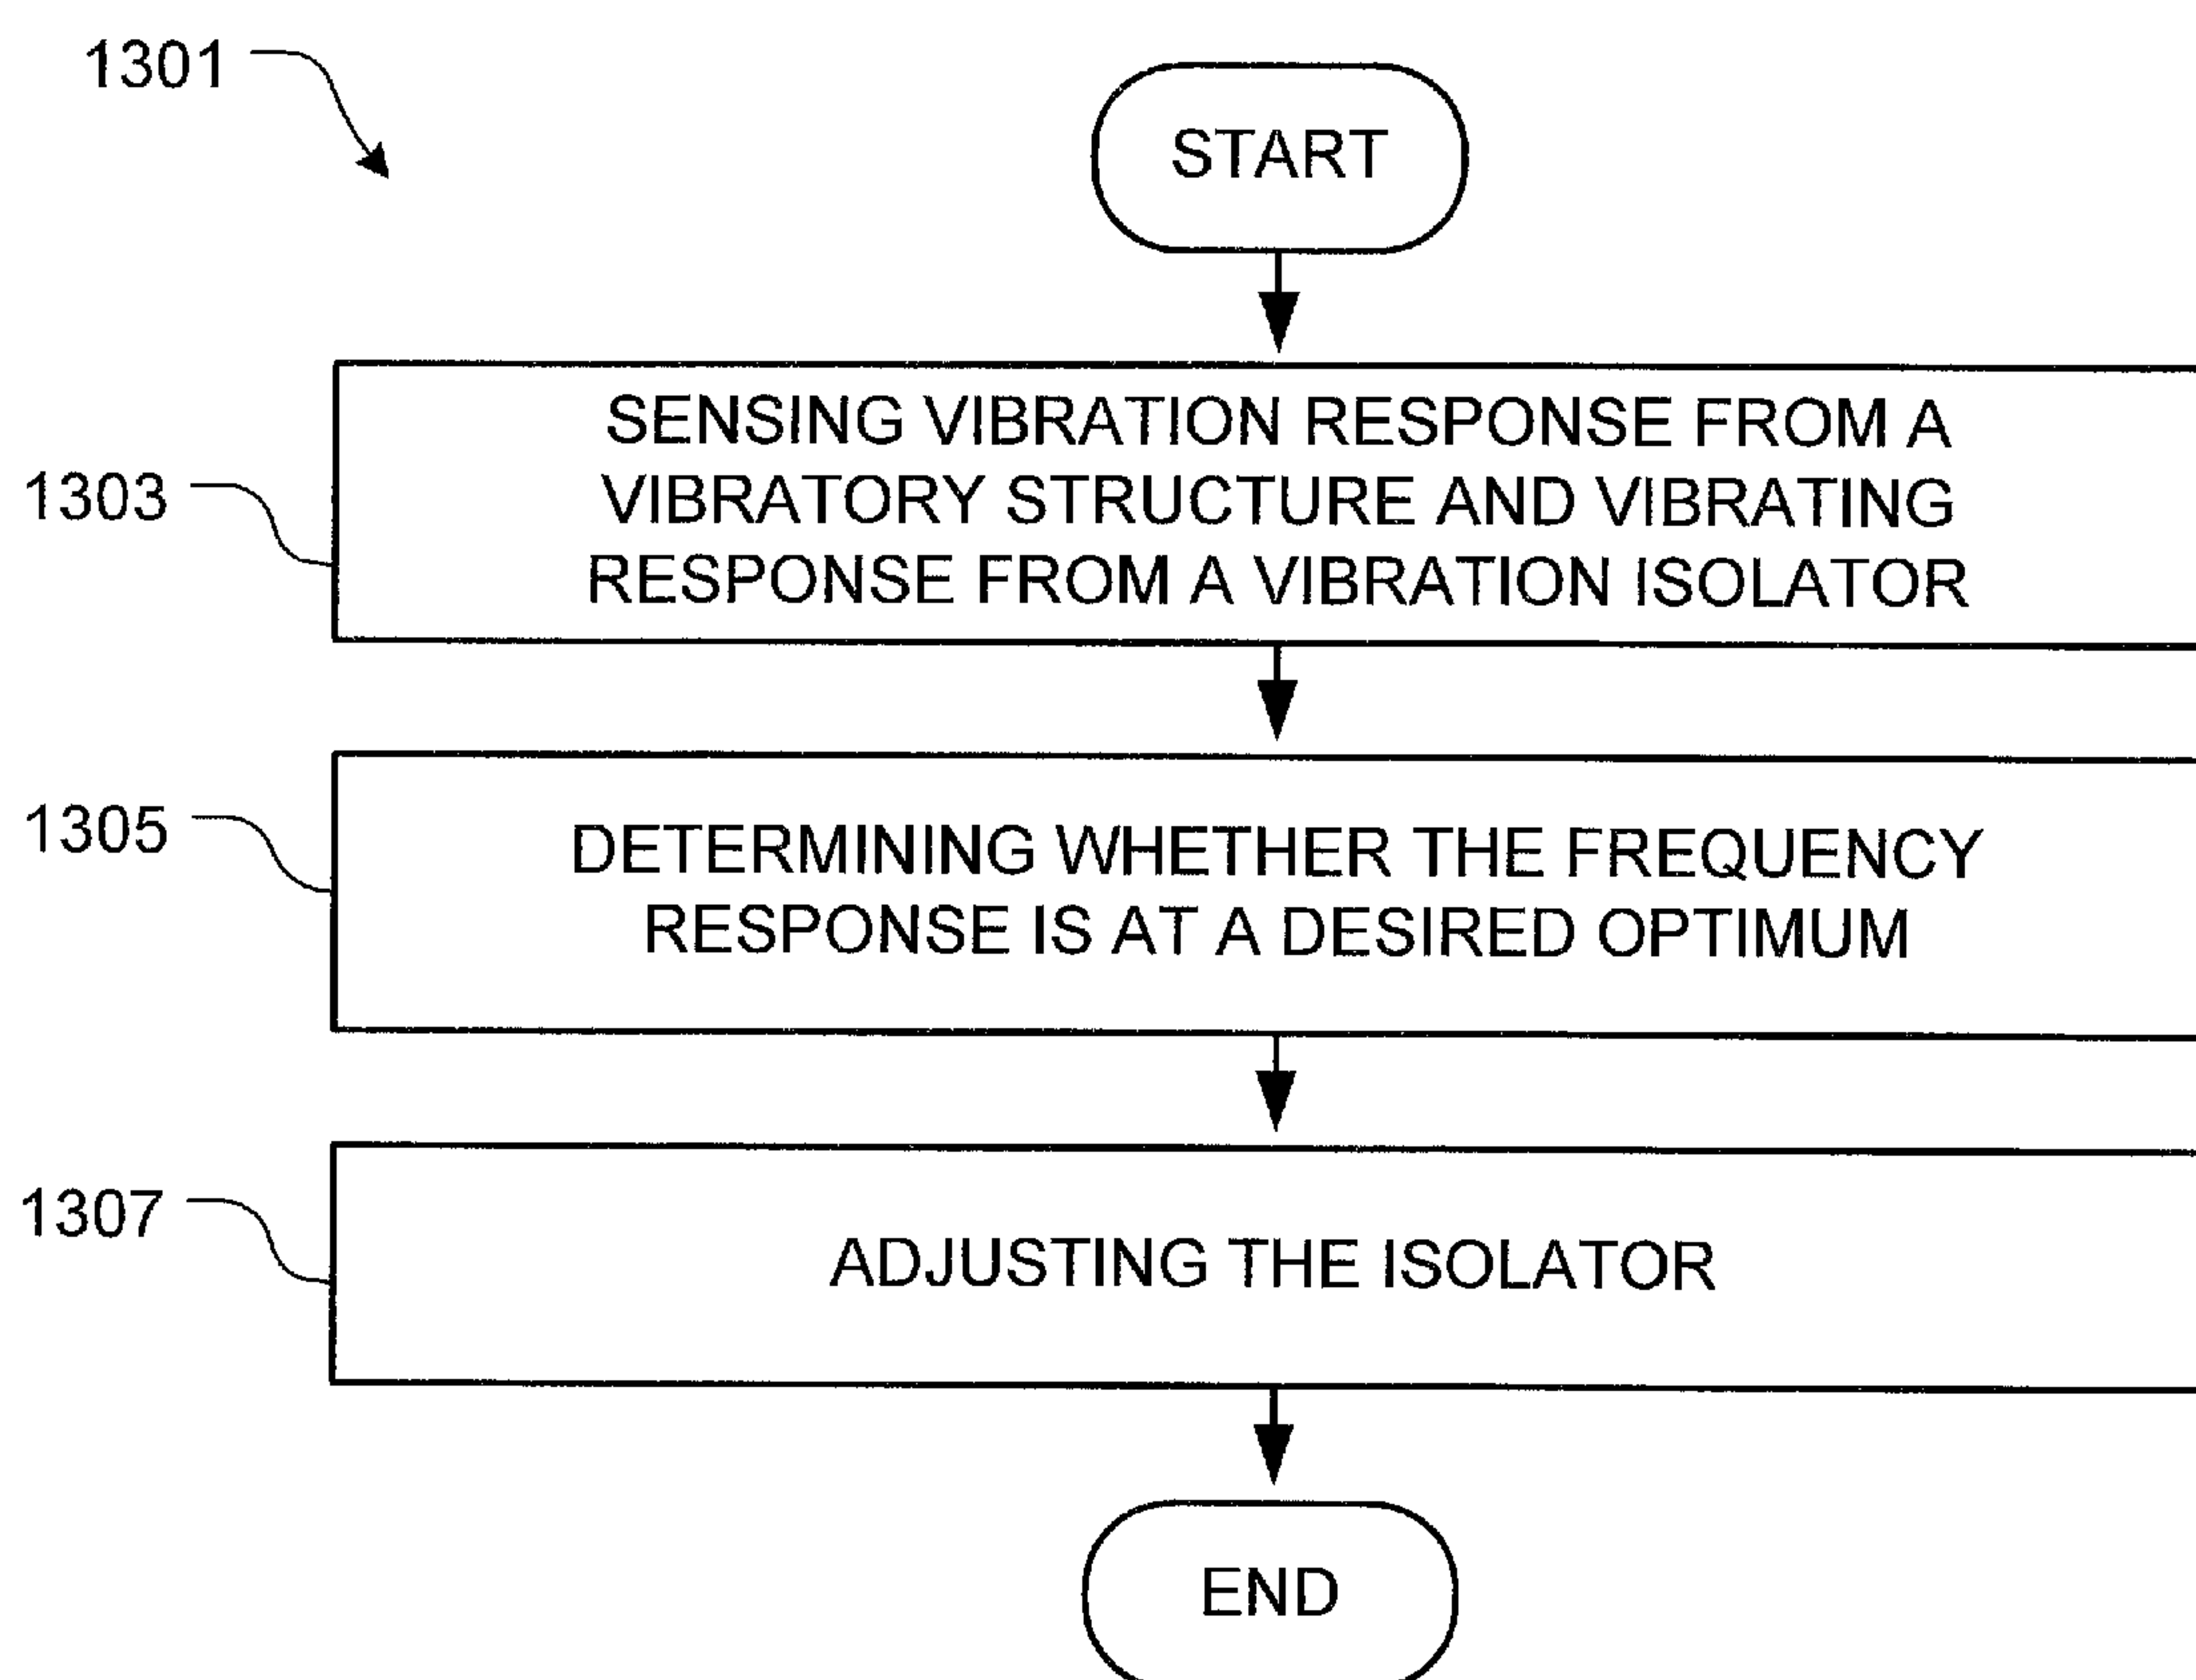 1301
START
SENSING VIBRATION RESPONSE FROM A
VIBRATORY STRUCTURE AND VIBRATING
RESPONSE FROM A VIBRATION ISOLATOR
1303
DETERMINING WHETHER THE FREQUENCY
RESPONSE IS AT A DESIRED OPTIMUM
1305
ADJUSTING THE ISOLATOR
1307
END